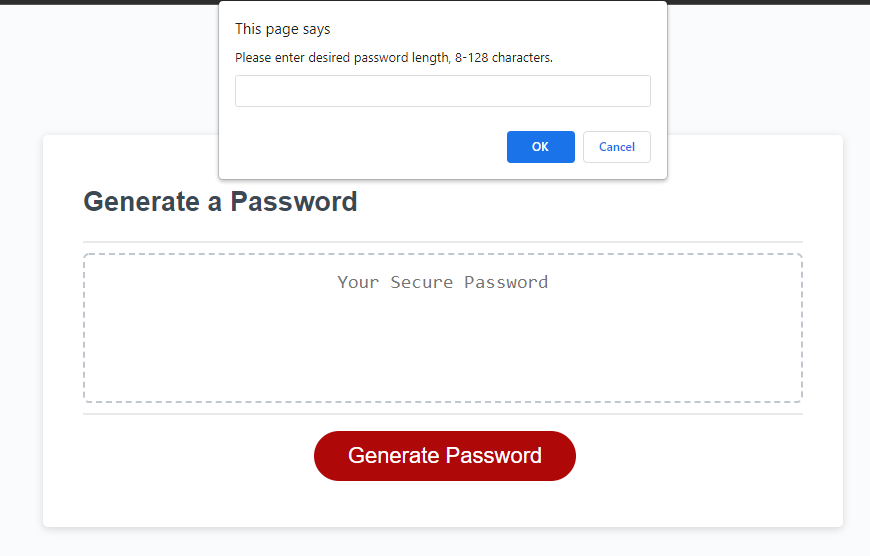 This page says
Please enter desired password length, 8-128 characters.
OK
Cancel
Generate a Password
Your Secure Password
Generate Password